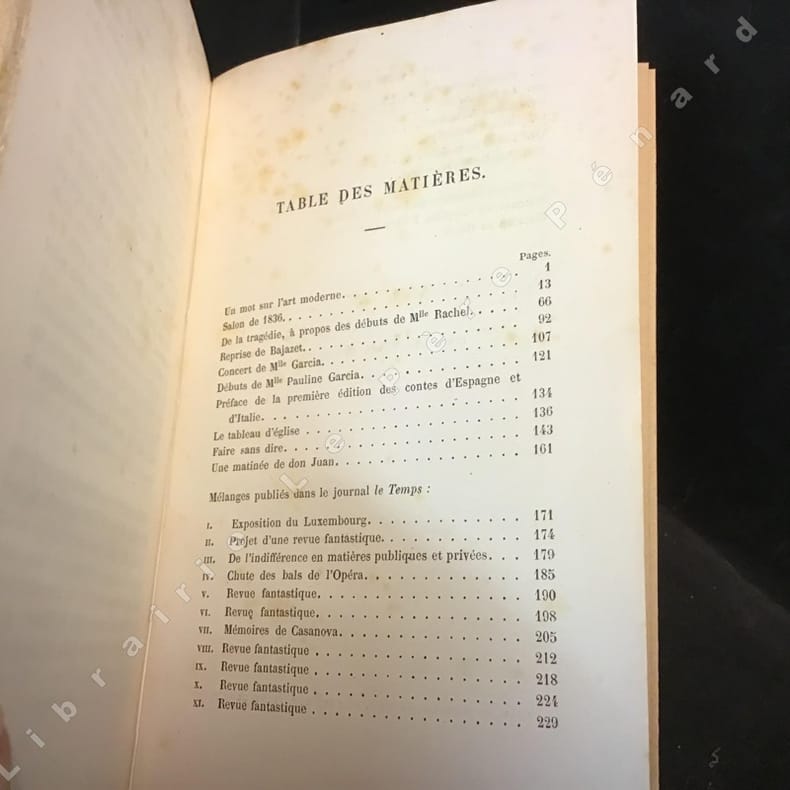 TABLE DES MATIÈRES.
Pages.
Un mot sur l'art moderne. 1
Salon de 1836. 13
De la tragédie, à propos des débuts de Mlle Rachel. 66
Reprise de Bajazet. 92
Concert de Mlle Garcia. 107
Débuts de Mlle Pauline Garcia. 121
Préface de la première édition des contes d'Espagne et
d'Italie. 134
Le tableau d'église 136
Faire sans dire. 143
Une matinée de don Juan. 161
Mélanges publiés dans le journal le Temps :
I. Exposition du Luxembourg. 171
II. Projet d'une revue fantastique. 174
III. De l'indifférence en matières publiques et privées. 179
IV. Chute des bals de l'Opéra. 185
V. Revue fantastique. 190
VI. Revue fantastique. 198
VII. Mémoires de Casanova. 205
VIII. Revue fantastique 212
IX. Revue fantastique 218
X. Revue fantastique 224
XI. Revue fantastique 229
Librairie Le Pépé Pénard